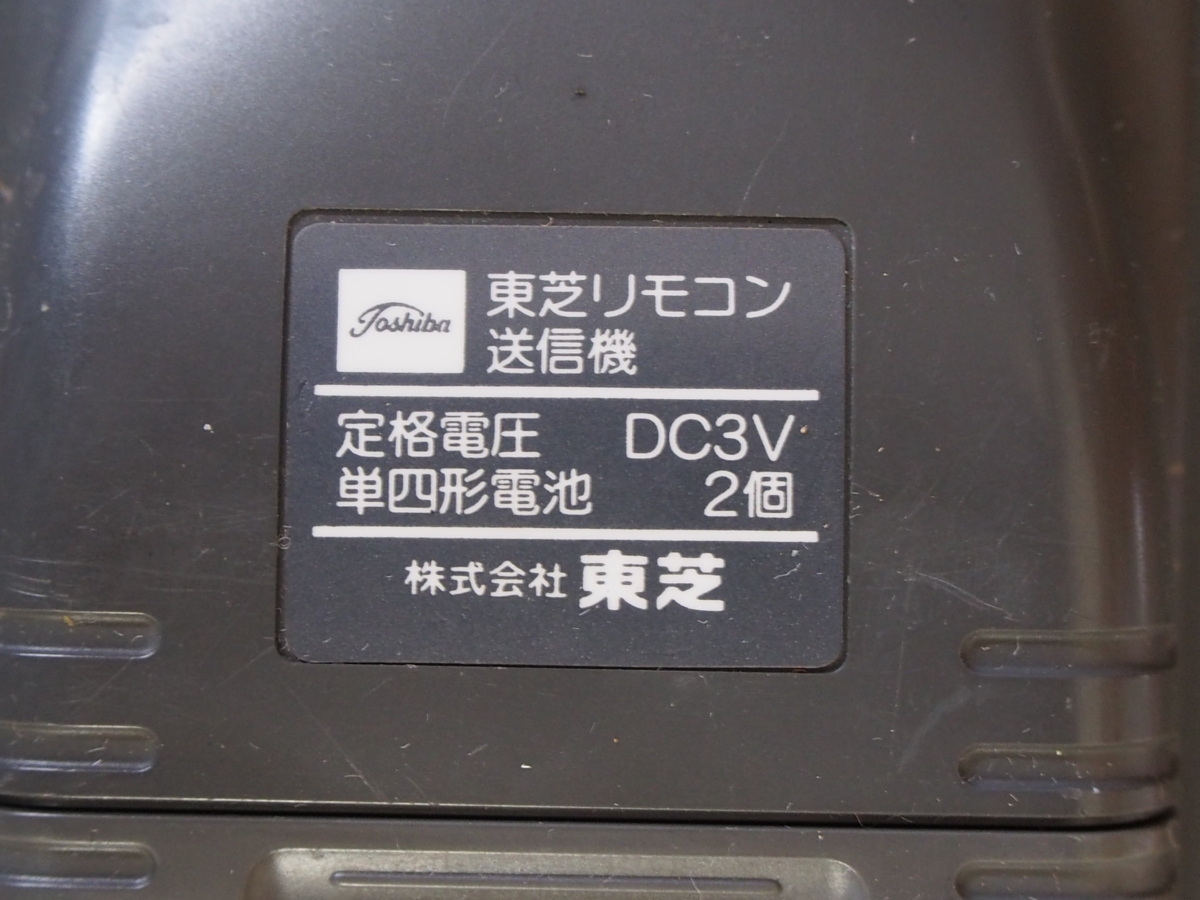 Toshiba
東芝リモコン
送信機
定格電圧 DC3V
単四形電池 2個
株式会社 東芝